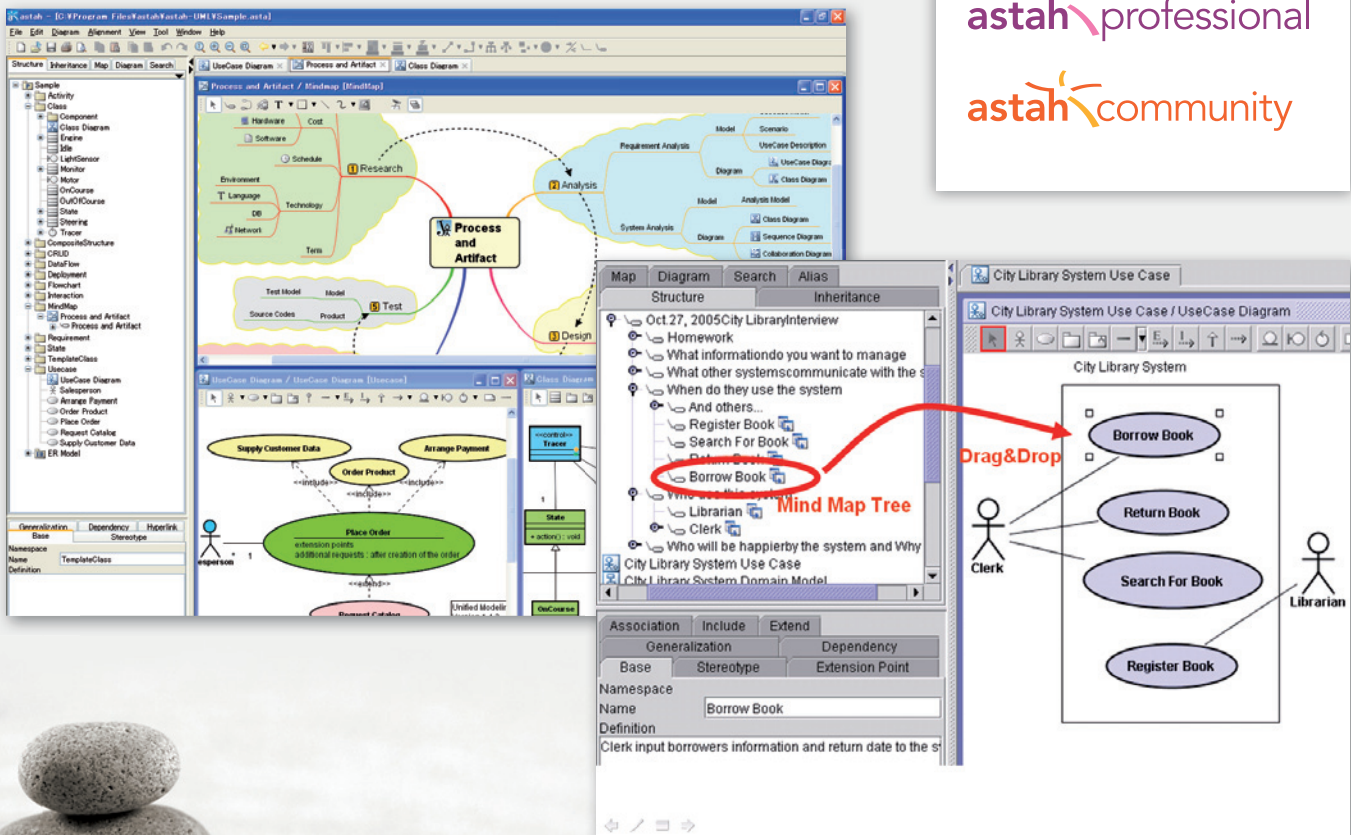 astah - [C:¥Program Files¥astah¥astah-UML¥Sample.asta]
File Edit Diagram Alignment View Tool Window Help
Structure Inheritance Map Diagram Search
UseCase Diagram Process and Artifact Class Diagram
Sample
Activity
Class
Component
Class Diagram
Engine
Idle
LightSensor
Monitor
Motor
OnCourse
OutOfCourse
State
Steering
Tracer
CompositeStructure
CRUD
DataFlow
Deployment
Flowchart
Interaction
MindMap
Process and Artifact
Process and Artifact
Requirement
State
TemplateClass
Usecase
UseCase Diagram
Salesperson
Arrange Payment
Order Product
Place Order
Request Catalog
Supply Customer Data
ER Model
Generalization Dependency Hyperlink
Base Stereotype
Namespace
Name TemplateClass
Definition
Process and Artifact / Mindmap [MindMap]
Hardware Cost
Software
Schedule
1 Research
Environment
Language
Technology
DB
Network
Term
Process
and
Artifact
2 Analysis
Requirement Analysis
Model
Scenario
UseCase Description
UseCase Diagra
Diagram
Class Diagram
System Analysis
Model
Analysis Model
Class Diagram
Diagram
Sequence Diagram
Collaboration Diagram
Test Model Model
5 Test
Source Codes Product
3 Design
UseCase Diagram / UseCase Diagram [Usecase]
Supply Customer Data
Arrange Payment
Order Product
<<include>>
<<include>>
<<include>>
Place Order
extension points
additional requests : after creation of the order
esperson
* 1
<<extend>>
Request Catalog
Unified Modelin
Class Diagram
<<control>>
Tracer
1
State
+ action() : void
OnCourse
astah professional
astah community
Map Diagram Search Alias
Structure Inheritance
Oct.27, 2005City LibraryInterview
Homework
What informationdo you want to manage
What other systemscommunicate with the s
When do they use the system
And others...
Register Book
Search For Book
Return Book
Borrow Book
Who use this system
Mind Map Tree
Librarian
Clerk
Who will be happierby the system and Why
City Library System Use Case
City Library System Domain Model
Association Include Extend
Generalization Dependency
Base Stereotype Extension Point
Namespace
Name Borrow Book
Definition
Clerk input borrowers information and return date to the s
City Library System Use Case
City Library System Use Case / UseCase Diagram
City Library System
Borrow Book
Drag&Drop
Return Book
Clerk
Search For Book
Librarian
Register Book